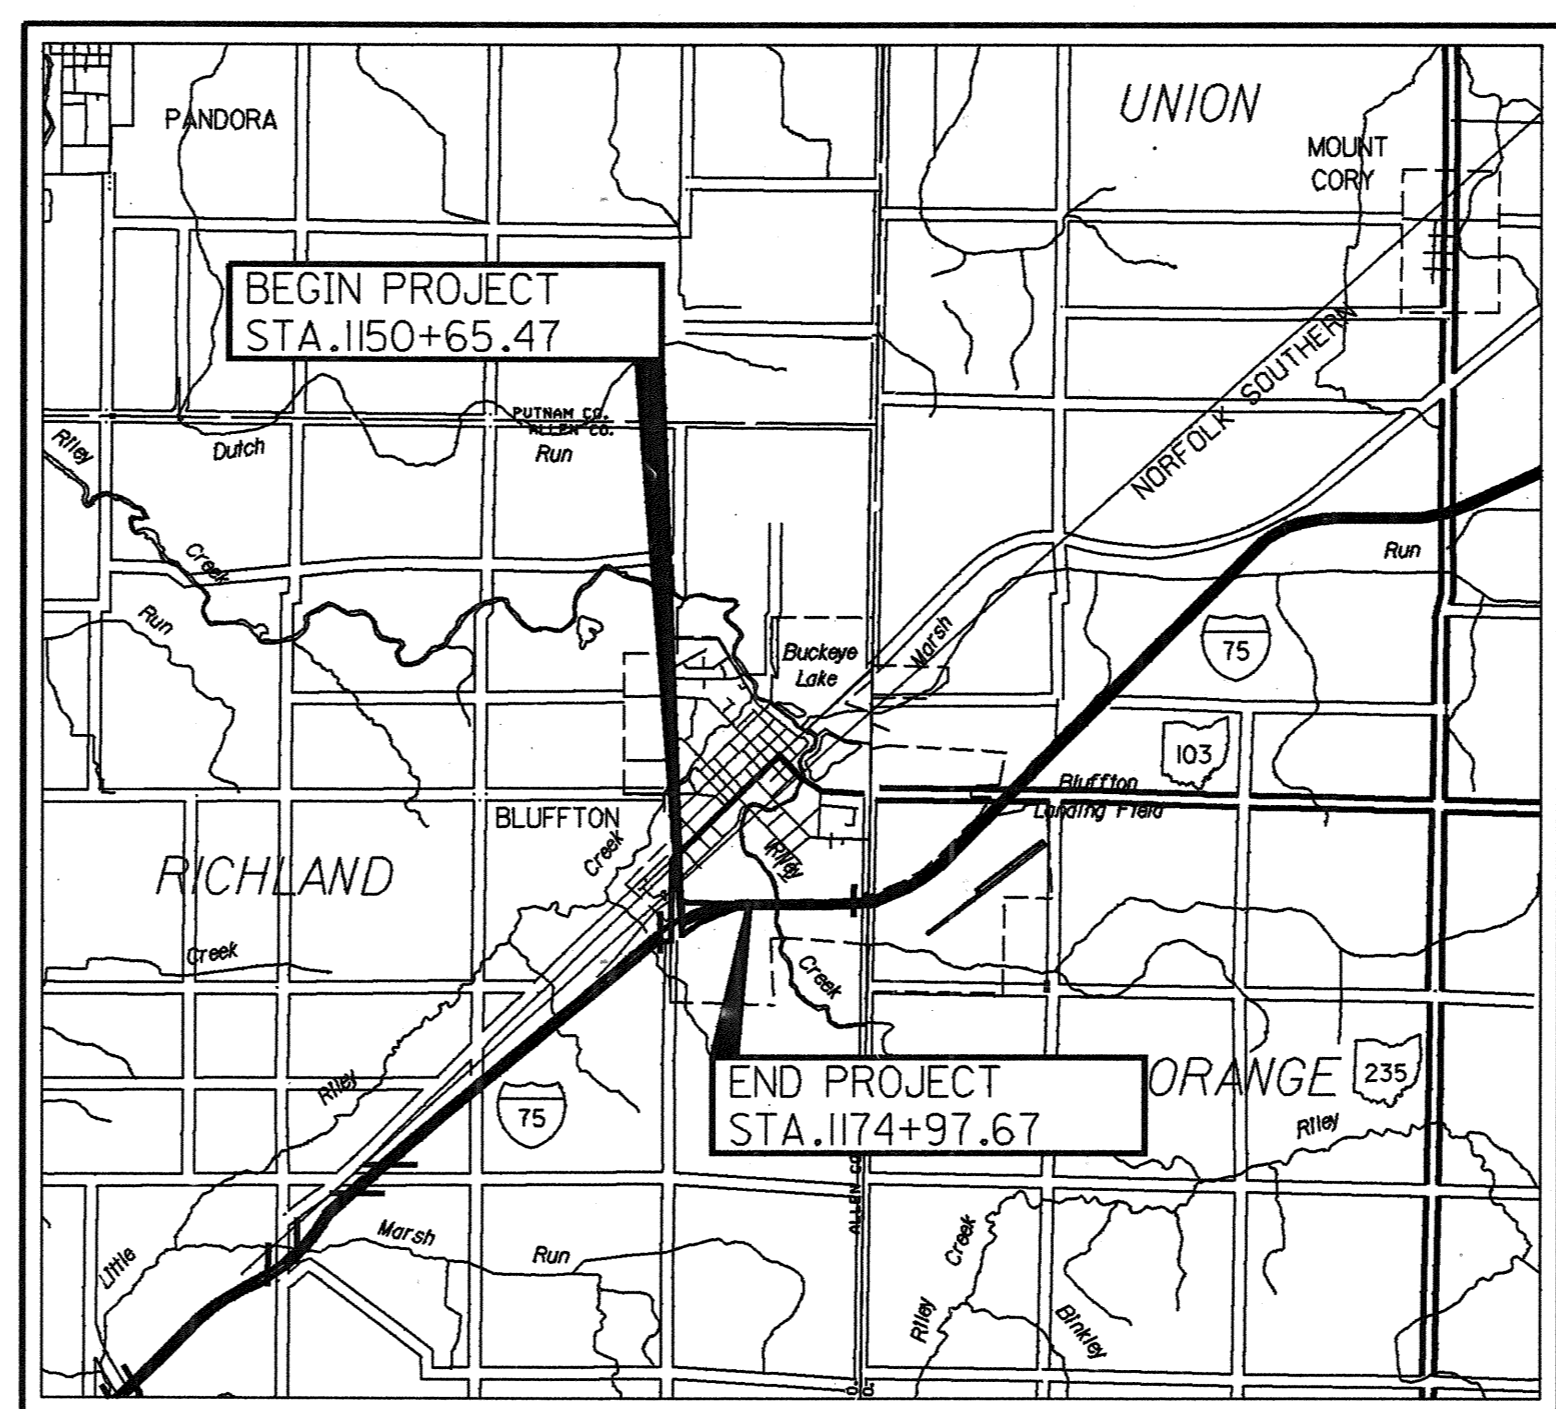 UNION
PANDORA
MOUNT
CORY
BEGIN PROJECT
STA.1150+65.47
NORFOLK SOUTHERN
PUTNAM CO.
ALLEN CO.
Riley
Dutch
Run
Creek
Run
Run
Marsh
75
Buckeye
Lake
103
Bluffton
Landing Field
BLUFFTON
Creek
Riley
RICHLAND
Creek
Creek
END PROJECT
STA.1174+97.67
ORANGE
235
Riley
75
Riley
ALLEN CO.
Marsh
Run
Creek
Little
Riley
Binkley